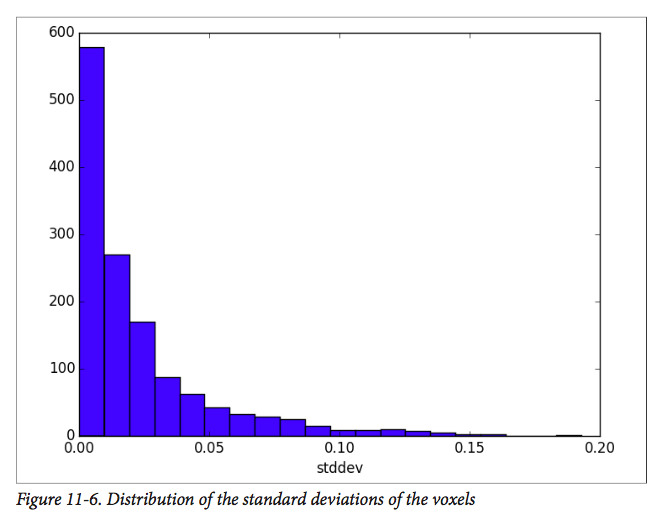 600
500
400
300
200
100
0
0.00 0.05 0.10 0.15 0.20
stddev
Figure 11-6. Distribution of the standard deviations of the voxels